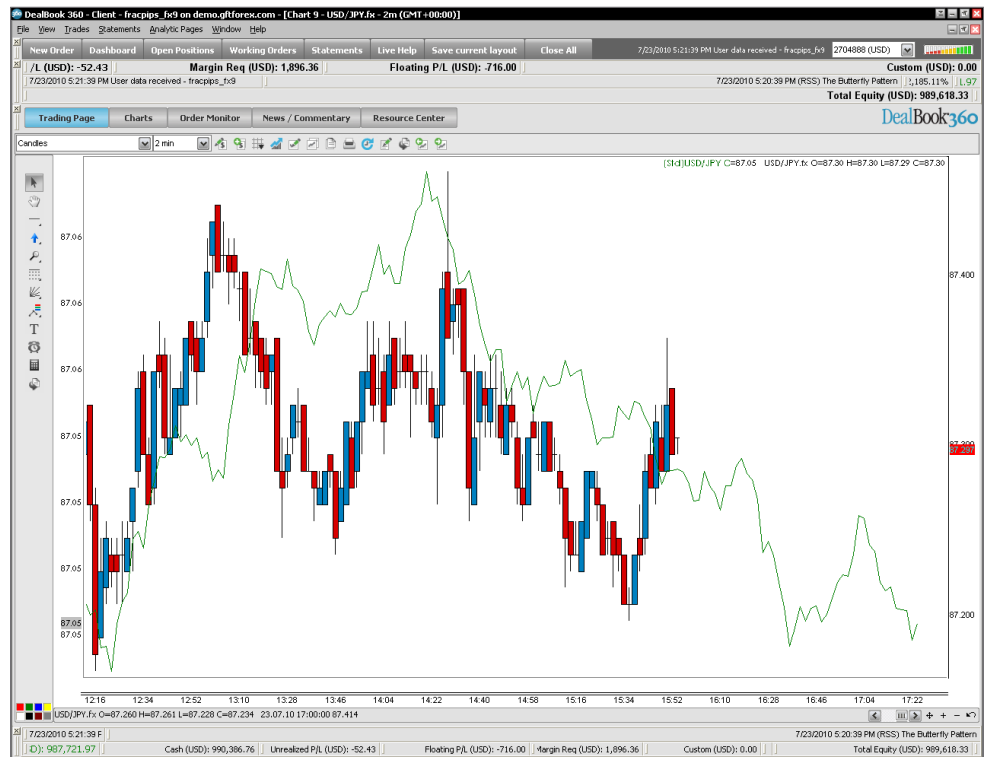 DealBook 360 - Client - fracpips_fx9 on demo.gftforex.com - [Chart 9 - USD/JPY.fx - 2m (GMT+00:00)]
File View Trades Statements Analytic Pages Window Help
New Order Dashboard Open Positions Working Orders Statements Live Help Save current layout Close All 7/23/2010 5:21:39 PM User data received - fracpips_fx9 2704888 (USD)
/L (USD): -52.43 Margin Req (USD): 1,896.36 Floating P/L (USD): -716.00 Custom (USD): 0.00
7/23/2010 5:21:39 PM User data received - fracpips_fx9 7/23/2010 5:20:39 PM (RSS) The Butterfly Pattern ,185.11% 1.97
Total Equity (USD): 989,618.33
Trading Page Charts Order Monitor News / Commentary Resource Center DealBook360
Candles 2 min
(Std)USD/JPY C=87.05 USD/JPY.fx O=87.30 H=87.30 L=87.29 C=87.30
87.06
87.400
87.06
87.06
87.05
87.297
87.05
87.05
87.05
87.200
87.05
12:16 12:34 12:52 13:10 13:28 13:46 14:04 14:22 14:40 14:58 15:16 15:34 15:52 16:10 16:28 16:46 17:04 17:22
USD/JPY.fx O=87.260 H=87.261 L=87.228 C=87.234 23.07.10 17:00:00 87.414
7/23/2010 5:21:39 F 7/23/2010 5:20:39 PM (RSS) The Butterfly Pattern
D): 987,721.97 Cash (USD): 990,386.76 Unrealized P/L (USD): -52.43 Floating P/L (USD): -716.00 Margin Req (USD): 1,896.36 Custom (USD): 0.00 Total Equity (USD): 989,618.33